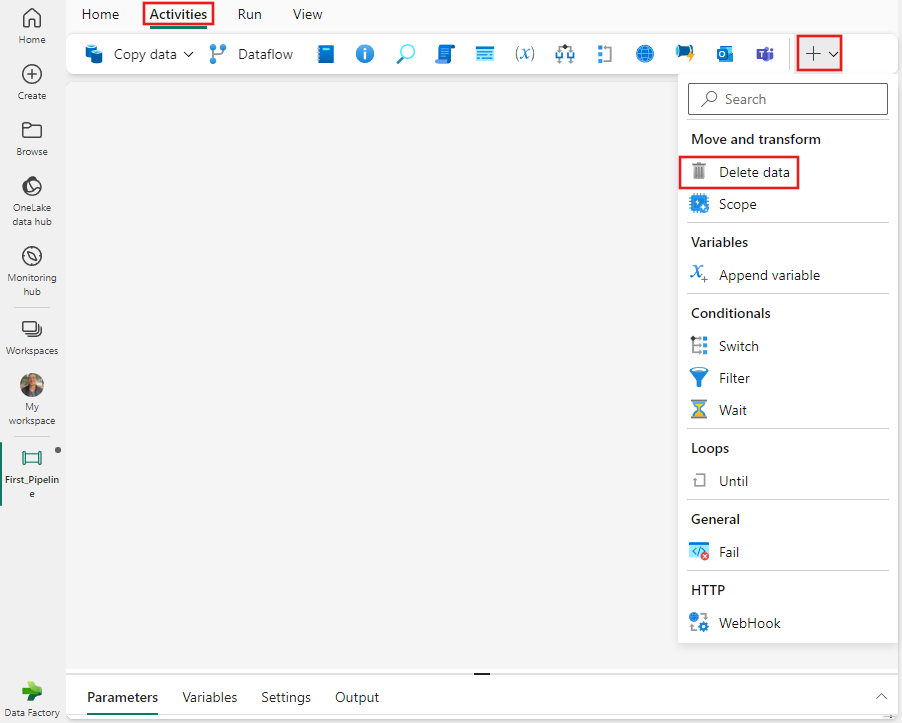 Home
Activities
Run
View
Copy data
Dataflow
(x)
Home
Create
Browse
OneLake
data hub
Monitoring
hub
Workspaces
My
workspace
First_Pipelin
e
Data Factory
Search
Move and transform
Delete data
Scope
Variables
Append variable
Conditionals
Switch
Filter
Wait
Loops
Until
General
Fail
HTTP
WebHook
Parameters
Variables
Settings
Output